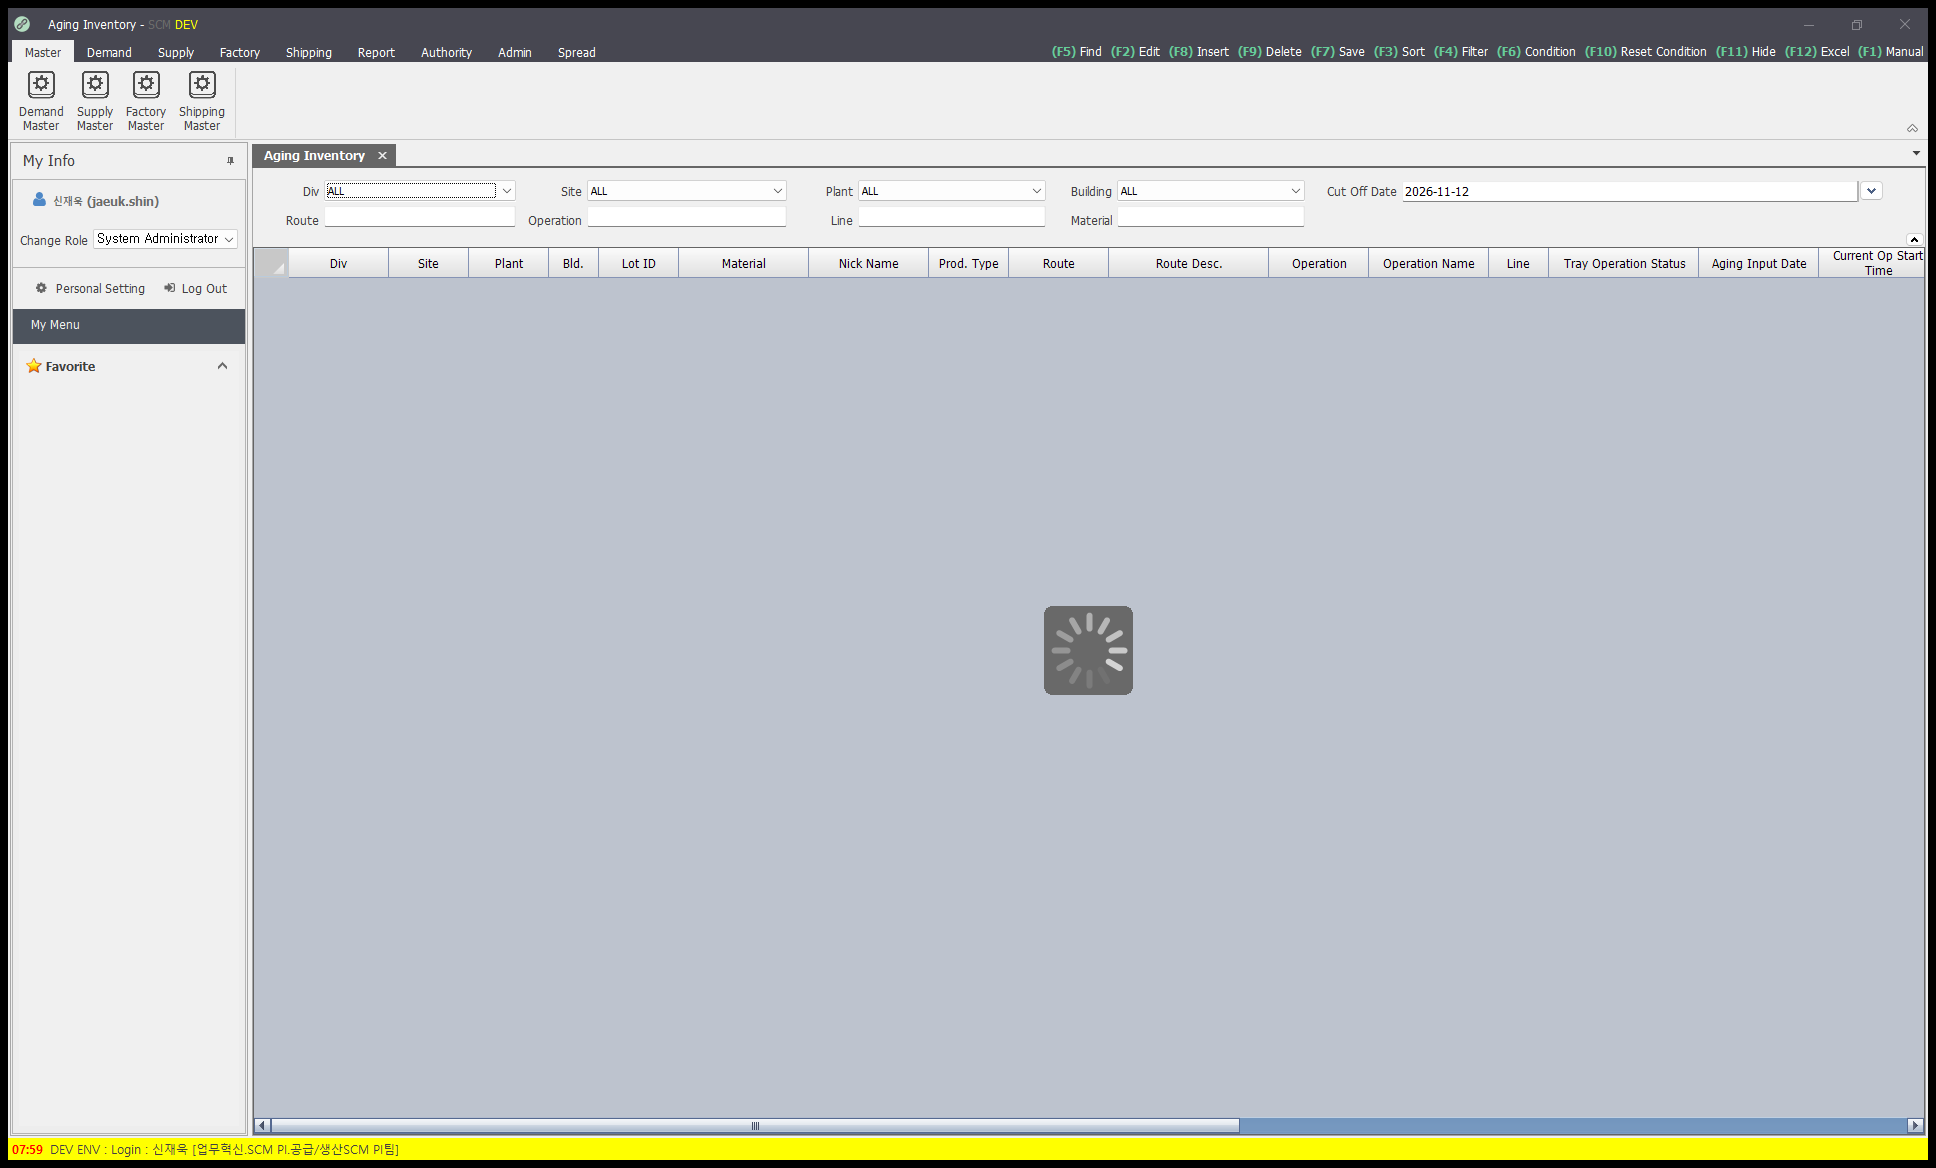 Aging Inventory - SCM DEV
Master Demand Supply Factory Shipping Report Authority Admin Spread (F5) Find (F2) Edit (F8) Insert (F9) Delete (F7) Save (F3) Sort (F4) Filter (F6) Condition (F10) Reset Condition (F11) Hide (F12) Excel (F1) Manual
Demand Master
Supply Master
Factory Master
Shipping Master
My Info
신재욱 (jaeuk.shin)
Change Role System Administrator
Personal Setting Log Out
My Menu
Favorite
Aging Inventory
Div ALL Site ALL Plant ALL Building ALL Cut Off Date 2026-11-12
Route Operation Line Material
Div Site Plant Bld. Lot ID Material Nick Name Prod. Type Route Route Desc. Operation Operation Name Line Tray Operation Status Aging Input Date Current Op Start Time
07:59 DEV ENV : Login : 신재욱 [업무혁신.SCM PI.공급/생산SCM PI팀]